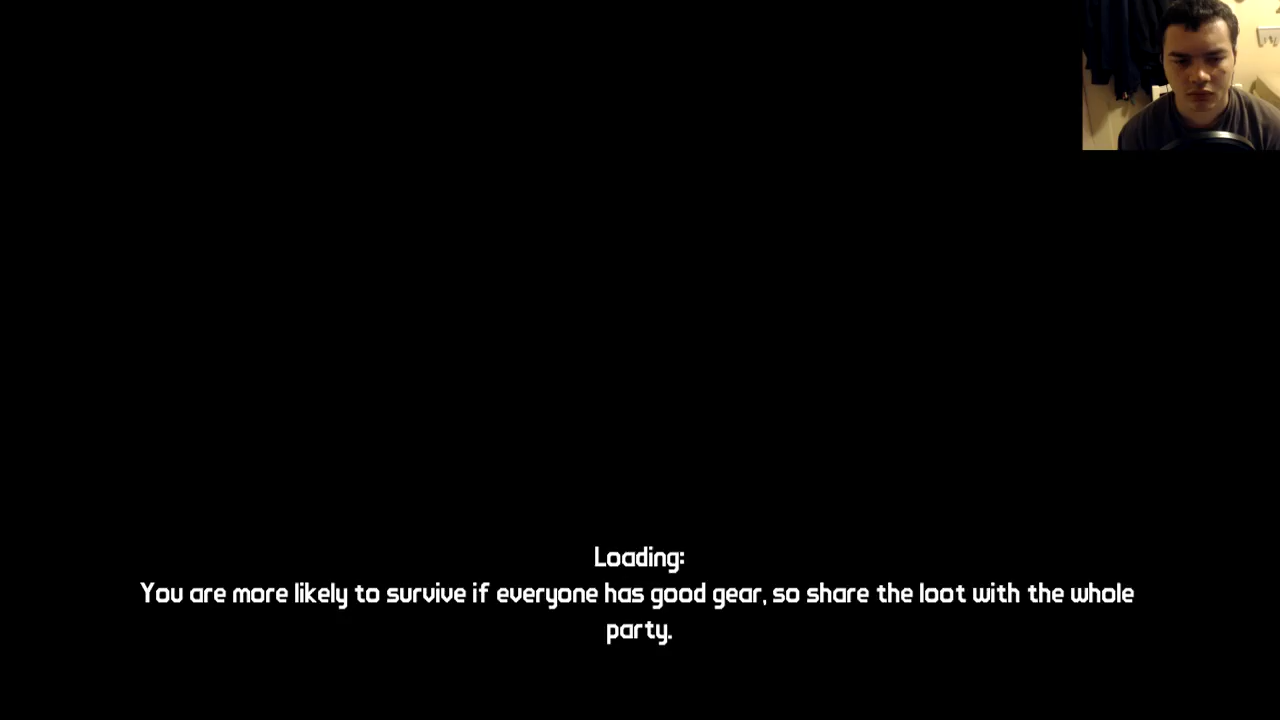 Loading:
You are more likely to survive if everyone has good gear, so share the loot with the whole
party.